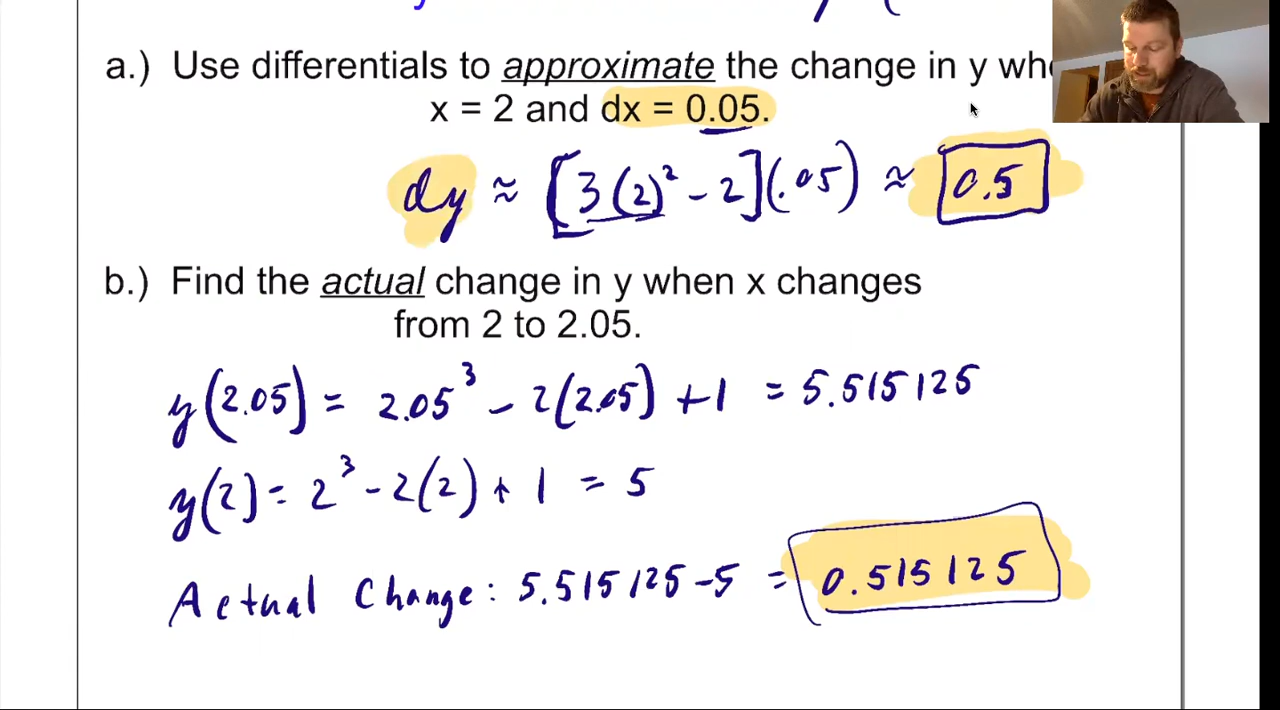 a.) Use differentials to approximate the change in y
x = 2 and dx = 0.05.
dy ≈ [3(2)² - 2](.05) ≈ 0.5
b.) Find the actual change in y when x changes
from 2 to 2.05.
y(2.05) = 2.05³ - 2(2.05) + 1 = 5.515125
y(2) = 2³ - 2(2) + 1 = 5
Actual Change: 5.515125-5 = 0.515125